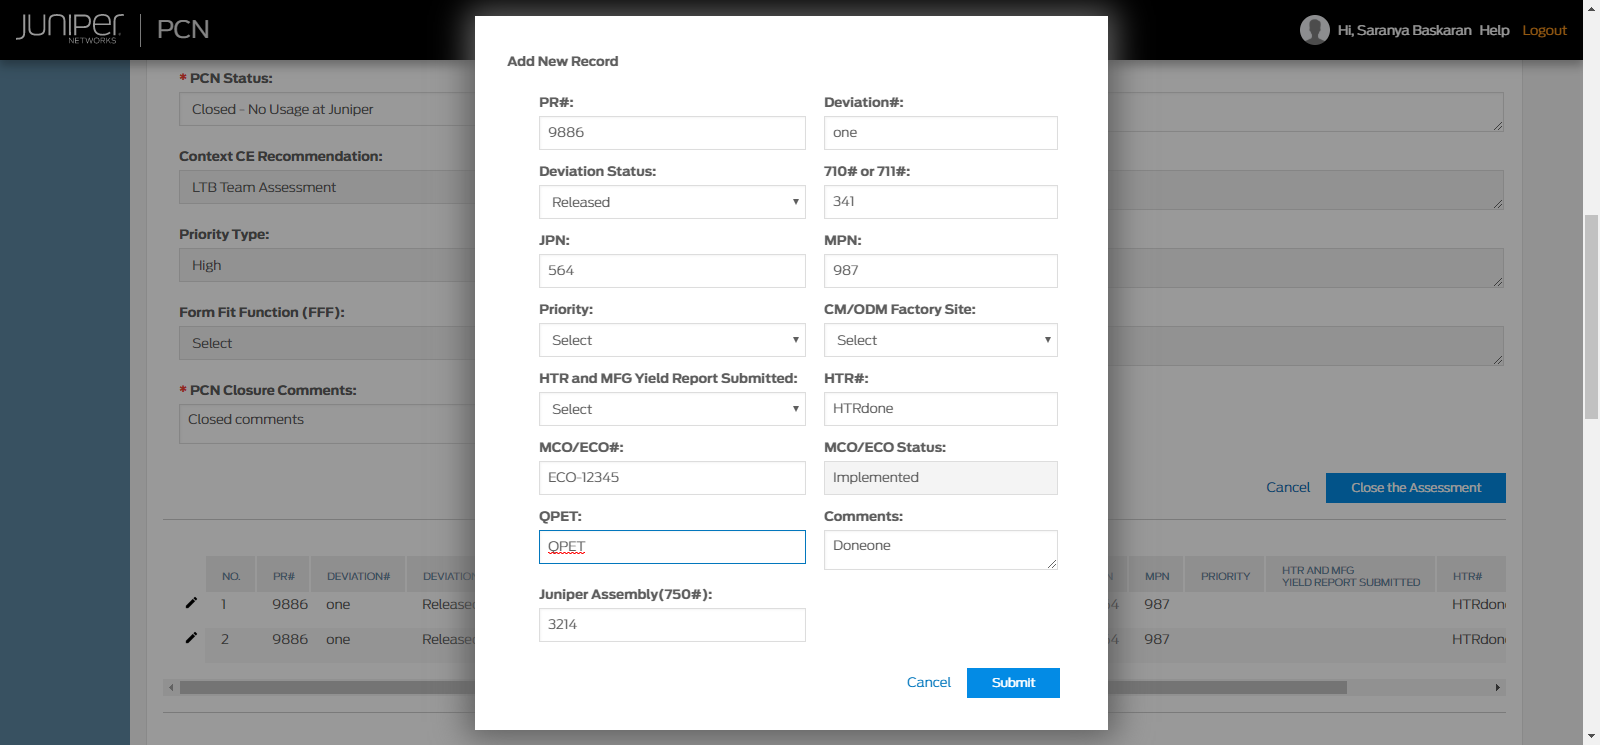 JUNIPER NETWORKS PCN Hi, Saranya Baskaran Help Logout
* PCN Status:
Closed - No Usage at Juniper
Context CE Recommendation:
LTB Team Assessment
Priority Type:
High
Form Fit Function (FFF):
Select
* PCN Closure Comments:
Closed comments
Add New Record
PR#: Deviation#:
9886 one
Deviation Status: 710# or 711#:
Released 341
JPN: MPN:
564 987
Priority: CM/ODM Factory Site:
Select Select
HTR and MFG Yield Report Submitted: HTR#:
Select HTRdone
MCO/ECO#: MCO/ECO Status:
ECO-12345 Implemented
QPET: Comments:
QPET Doneone
Juniper Assembly(750#):
3214
Cancel Submit
Cancel Close the Assessment
NO. PR# DEVIATION# MPN PRIORITY HTR AND MFG YIELD REPORT SUBMITTED HTR#
1 9886 one Release 4 987 HTRdon
2 9886 one Release 4 987 HTRdon